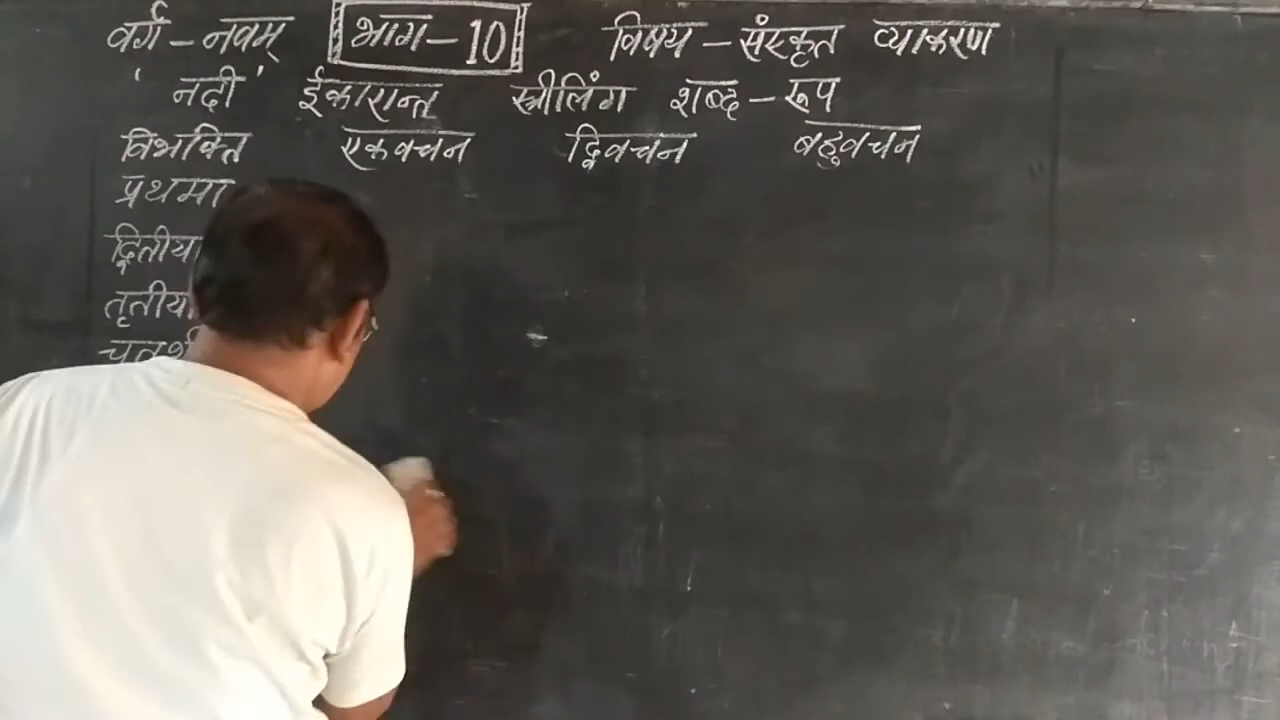 वर्ग - नवम् भाग - 10 विषय - संस्कृत व्याकरण
'नदी' ईकारान्त स्त्रीलिंग शब्द - रूप
विभक्ति एकवचन द्विवचन बहुवचन
प्रथमा
द्वितीया
तृतीया